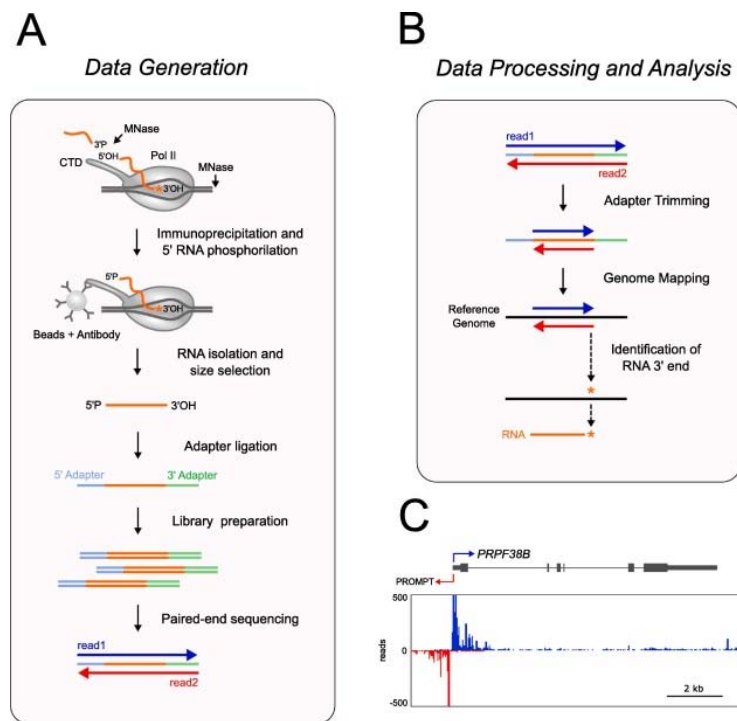 A
Data Generation
MNase
3'P
5'OH
Pol II
CTD
MNase
3'OH
Immunoprecipitation and
5' RNA phosphorilation
5'P
3'OH
Beads + Antibody
RNA isolation and
size selection
5'P
3'OH
Adapter ligation
5' Adapter
3' Adapter
Library preparation
Paired-end sequencing
read1
read2
B
Data Processing and Analysis
read1
read2
Adapter Trimming
Genome Mapping
Reference
Genome
Identification of
RNA 3' end
*
RNA
*
C
PRPF38B
PROMPT
500
0
-500
reads
2 kb